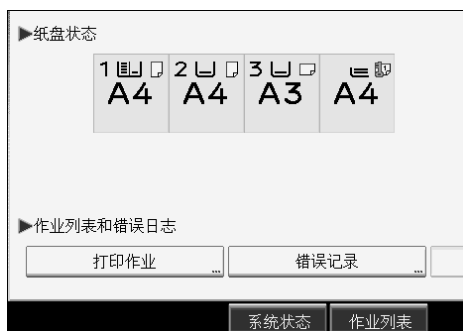 ▶纸盘状态
1 2 3
A4 A4 A3 A4
▶作业列表和错误日志
打印作业... 错误记录...
系统状态 作业列表